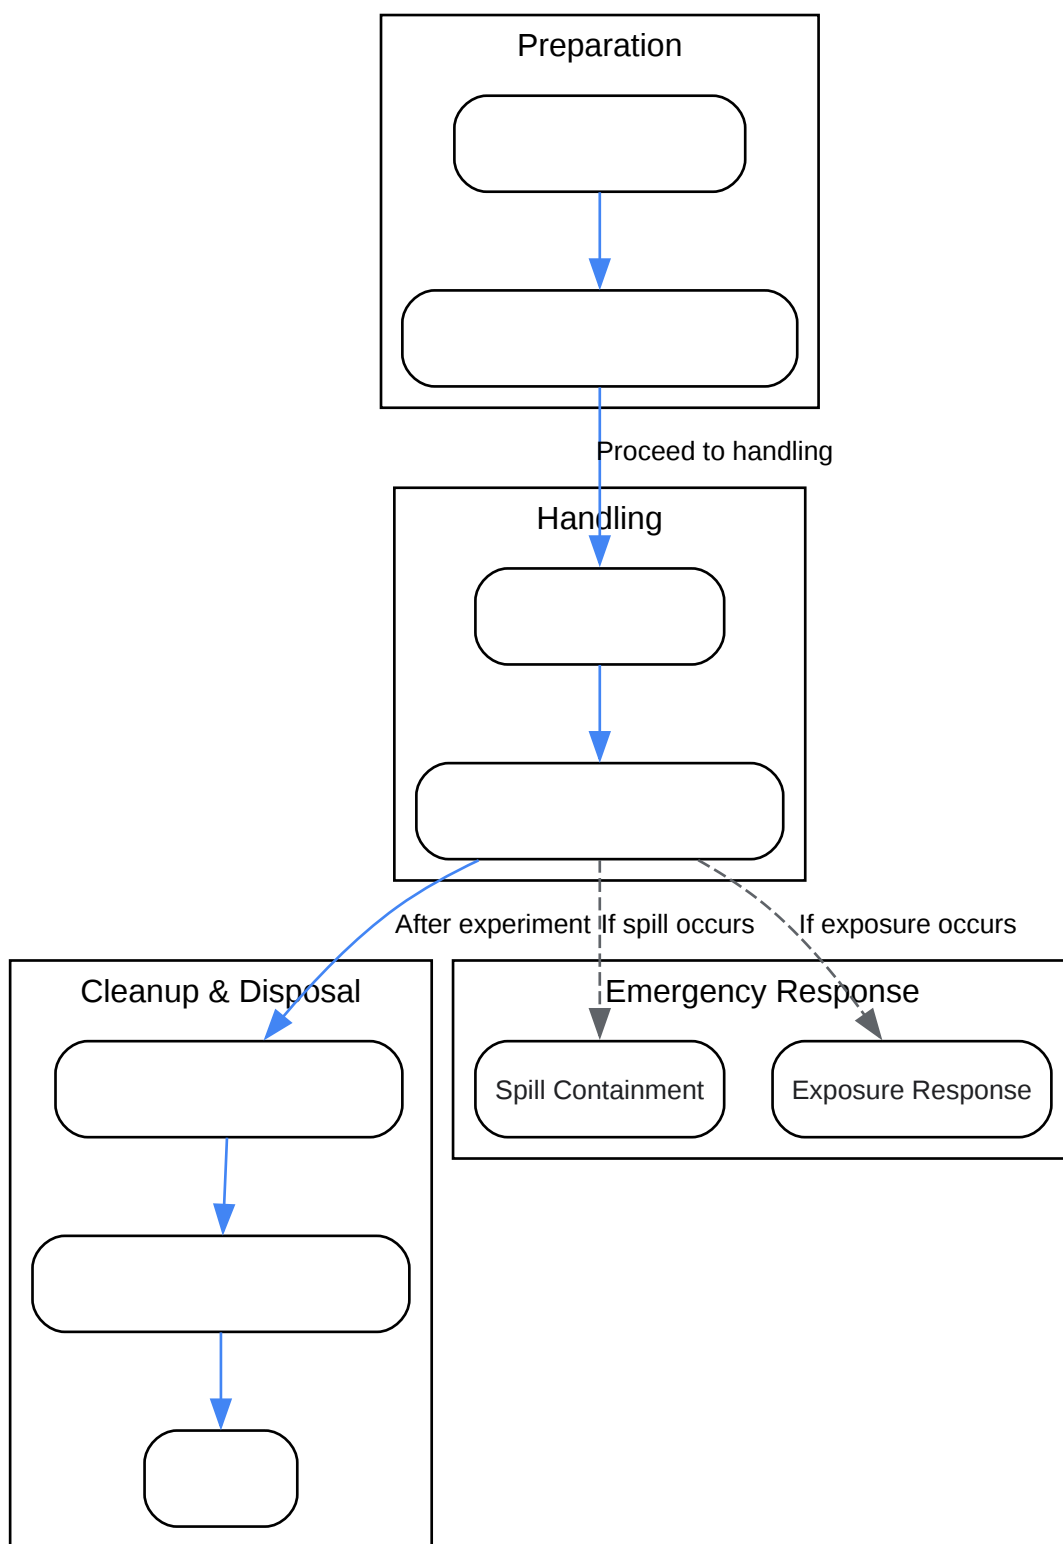 Preparation
Proceed to handling
Handling
After experiment
If spill occurs
If exposure occurs
Cleanup & Disposal
Emergency Response
Spill Containment
Exposure Response